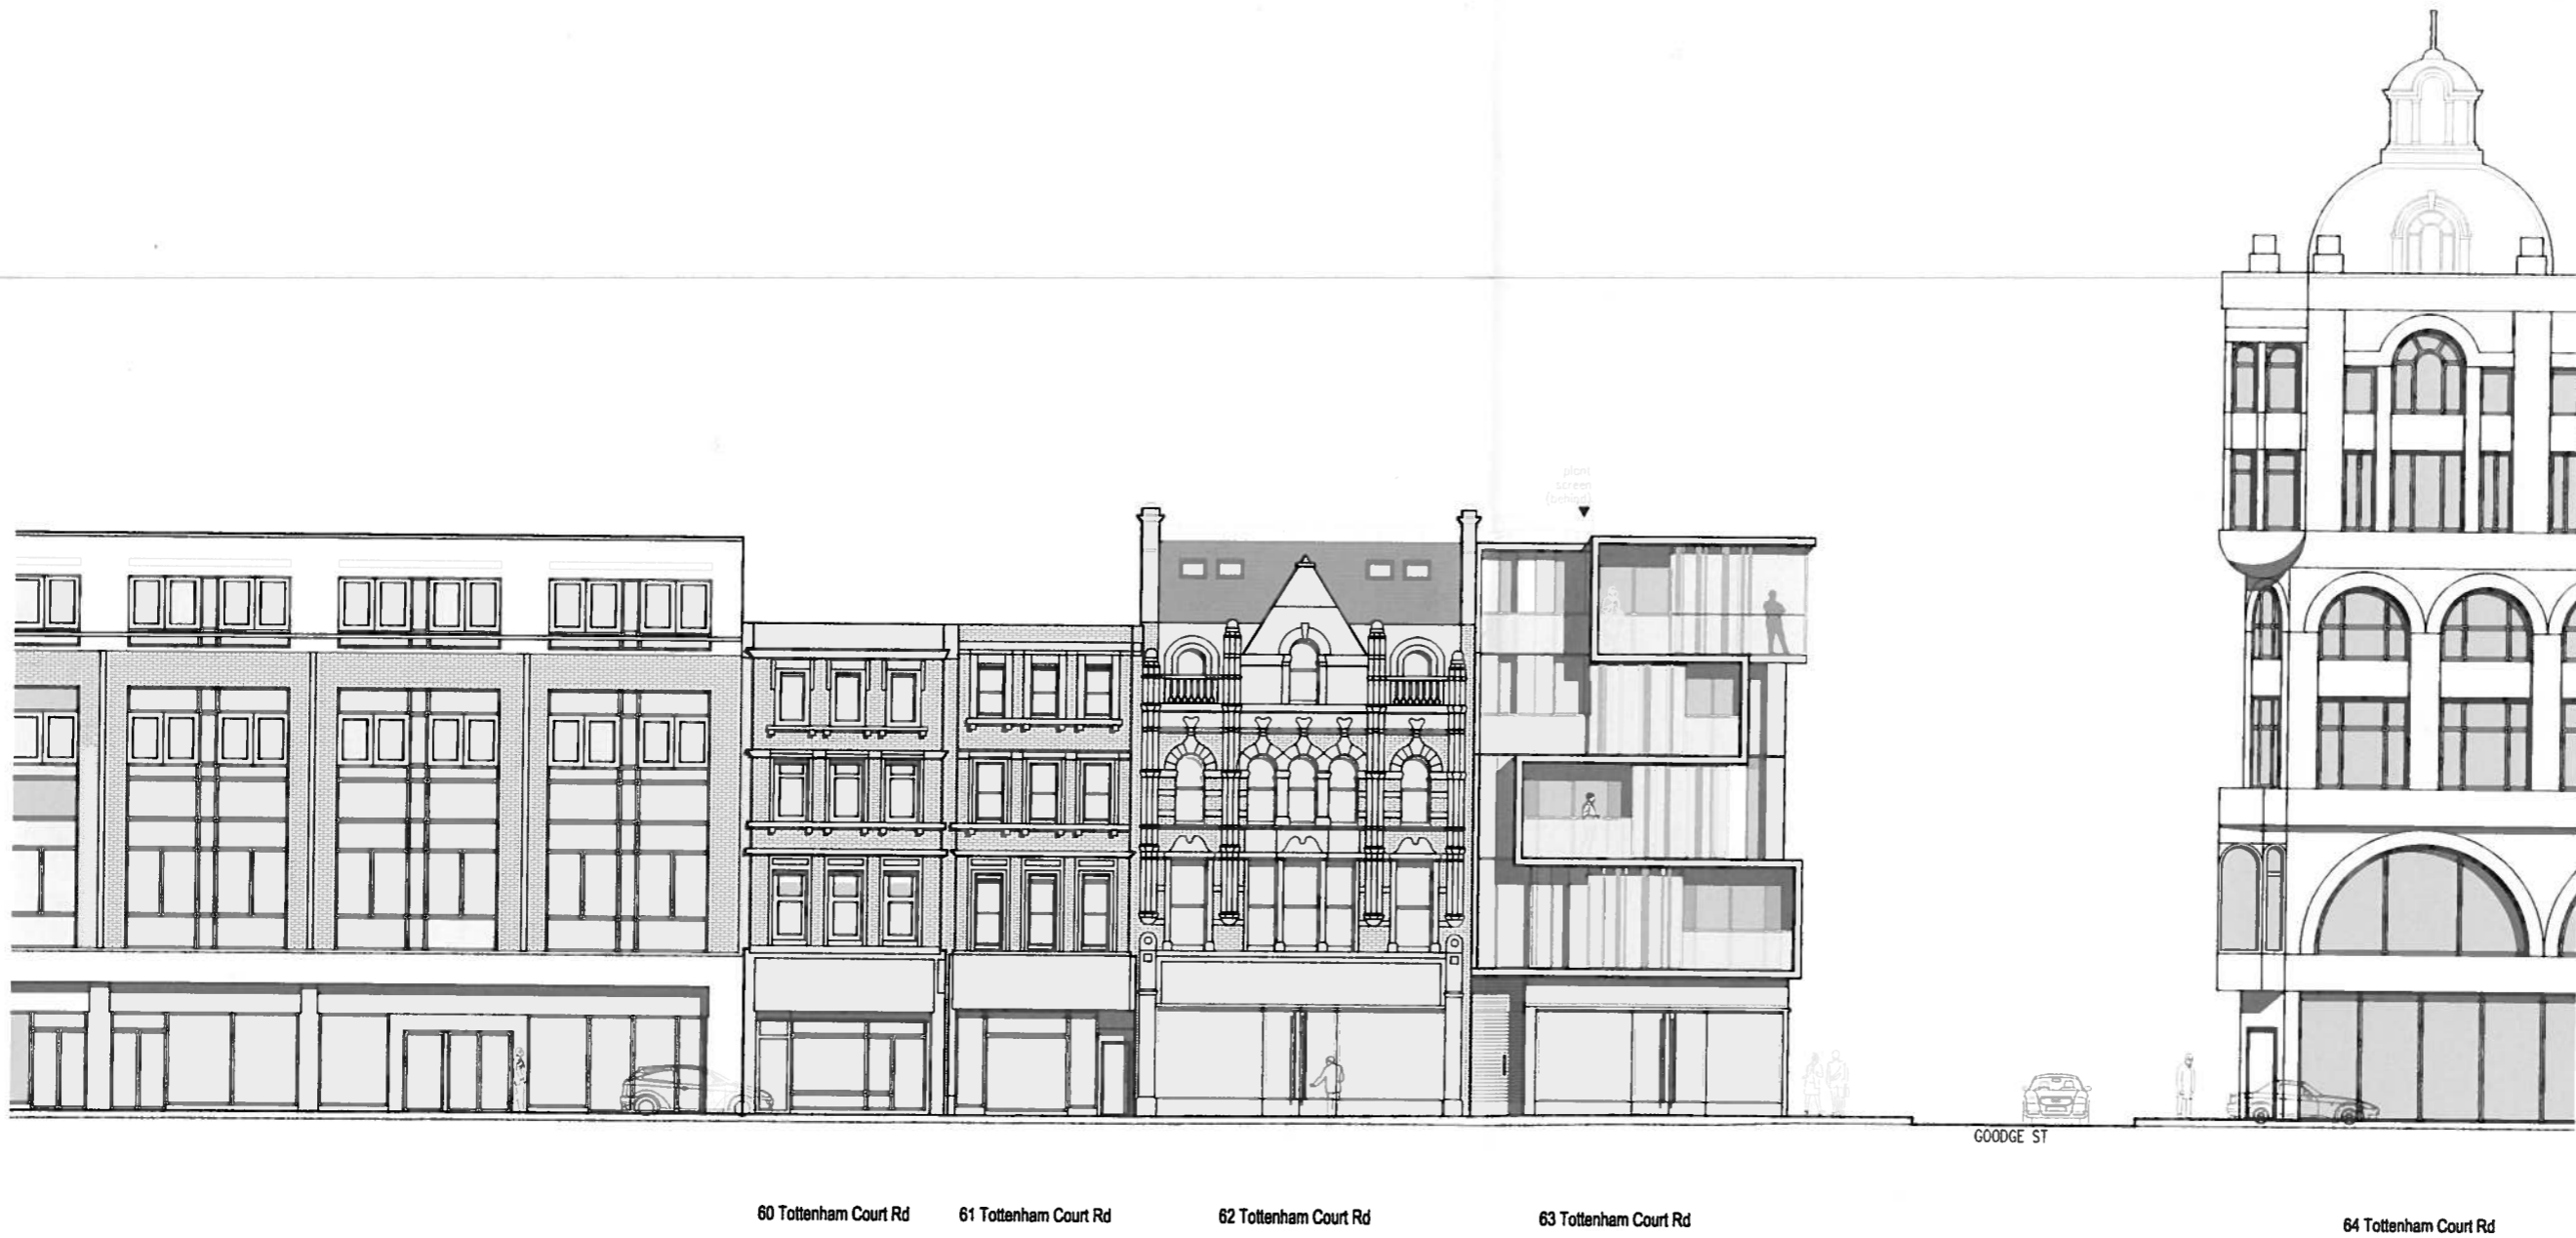 plant
screen
(behind)
GOODGE ST
60 Tottenham Court Rd
61 Tottenham Court Rd
62 Tottenham Court Rd
63 Tottenham Court Rd
64 Tottenham Court Rd